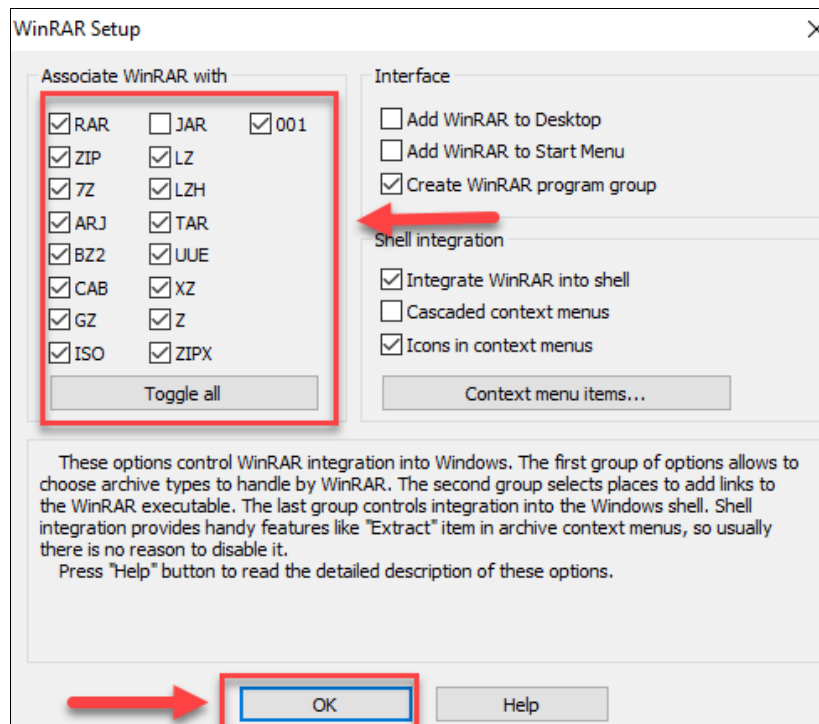 WinRAR Setup
Associate WinRAR with
RAR JAR 001
ZIP LZ
7Z LZH
ARJ TAR
BZ2 UUE
CAB XZ
GZ Z
ISO ZIPX
Toggle all
Interface
Add WinRAR to Desktop
Add WinRAR to Start Menu
Create WinRAR program group
Shell integration
Integrate WinRAR into shell
Cascaded context menus
Icons in context menus
Context menu items...
These options control WinRAR integration into Windows. The first group of options allows to
choose archive types to handle by WinRAR. The second group selects places to add links to
the WinRAR executable. The last group controls integration into the Windows shell. Shell
integration provides handy features like "Extract" item in archive context menus, so usually
there is no reason to disable it.
Press "Help" button to read the detailed description of these options.
OK
Help